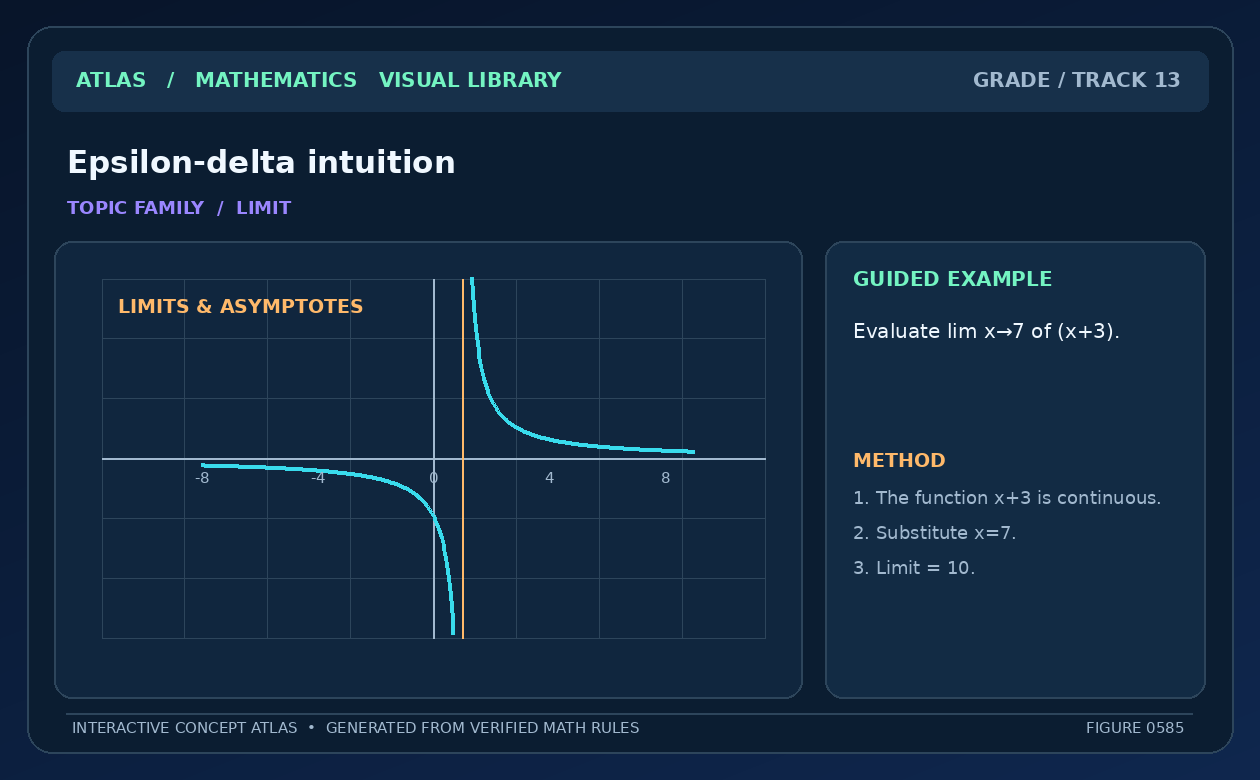 ATLAS / MATHEMATICS VISUAL LIBRARY
GRADE / TRACK 13
Epsilon-delta intuition
TOPIC FAMILY / LIMIT
LIMITS & ASYMPTOTES
-8 -4 0 4 8
GUIDED EXAMPLE
Evaluate lim x→7 of (x+3).
METHOD
1. The function x+3 is continuous.
2. Substitute x=7.
3. Limit = 10.
INTERACTIVE CONCEPT ATLAS • GENERATED FROM VERIFIED MATH RULES
FIGURE 0585